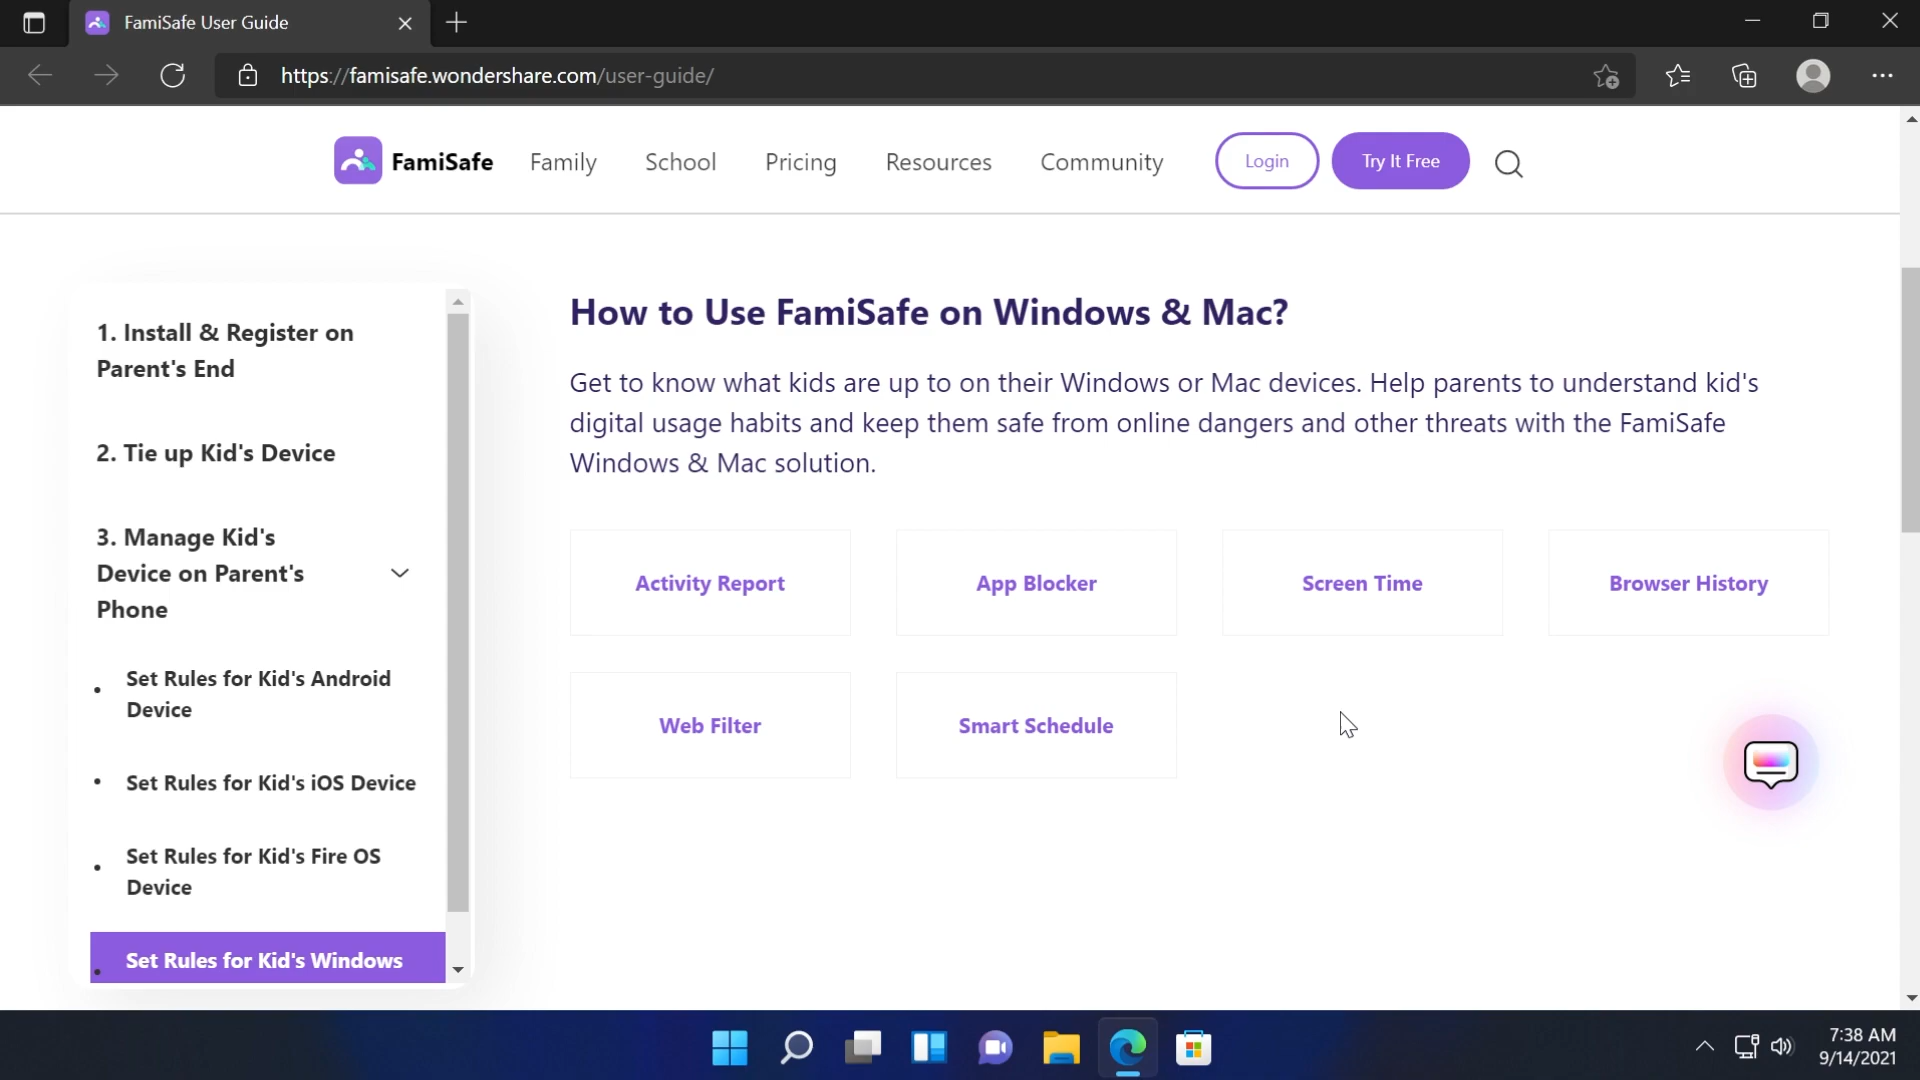 FamiSafe User Guide
https://famisafe.wondershare.com/user-guide/
FamiSafe
Family
School
Pricing
Resources
Community
Login
Try It Free
1. Install & Register on
Parent's End
2. Tie up Kid's Device
3. Manage Kid's
Device on Parent's
Phone
Set Rules for Kid's Android
Device
Set Rules for Kid's iOS Device
Set Rules for Kid's Fire OS
Device
Set Rules for Kid's Windows
How to Use FamiSafe on Windows & Mac?
Get to know what kids are up to on their Windows or Mac devices. Help parents to understand kid's
digital usage habits and keep them safe from online dangers and other threats with the FamiSafe
Windows & Mac solution.
Activity Report
App Blocker
Screen Time
Browser History
Web Filter
Smart Schedule
7:38 AM
9/14/2021